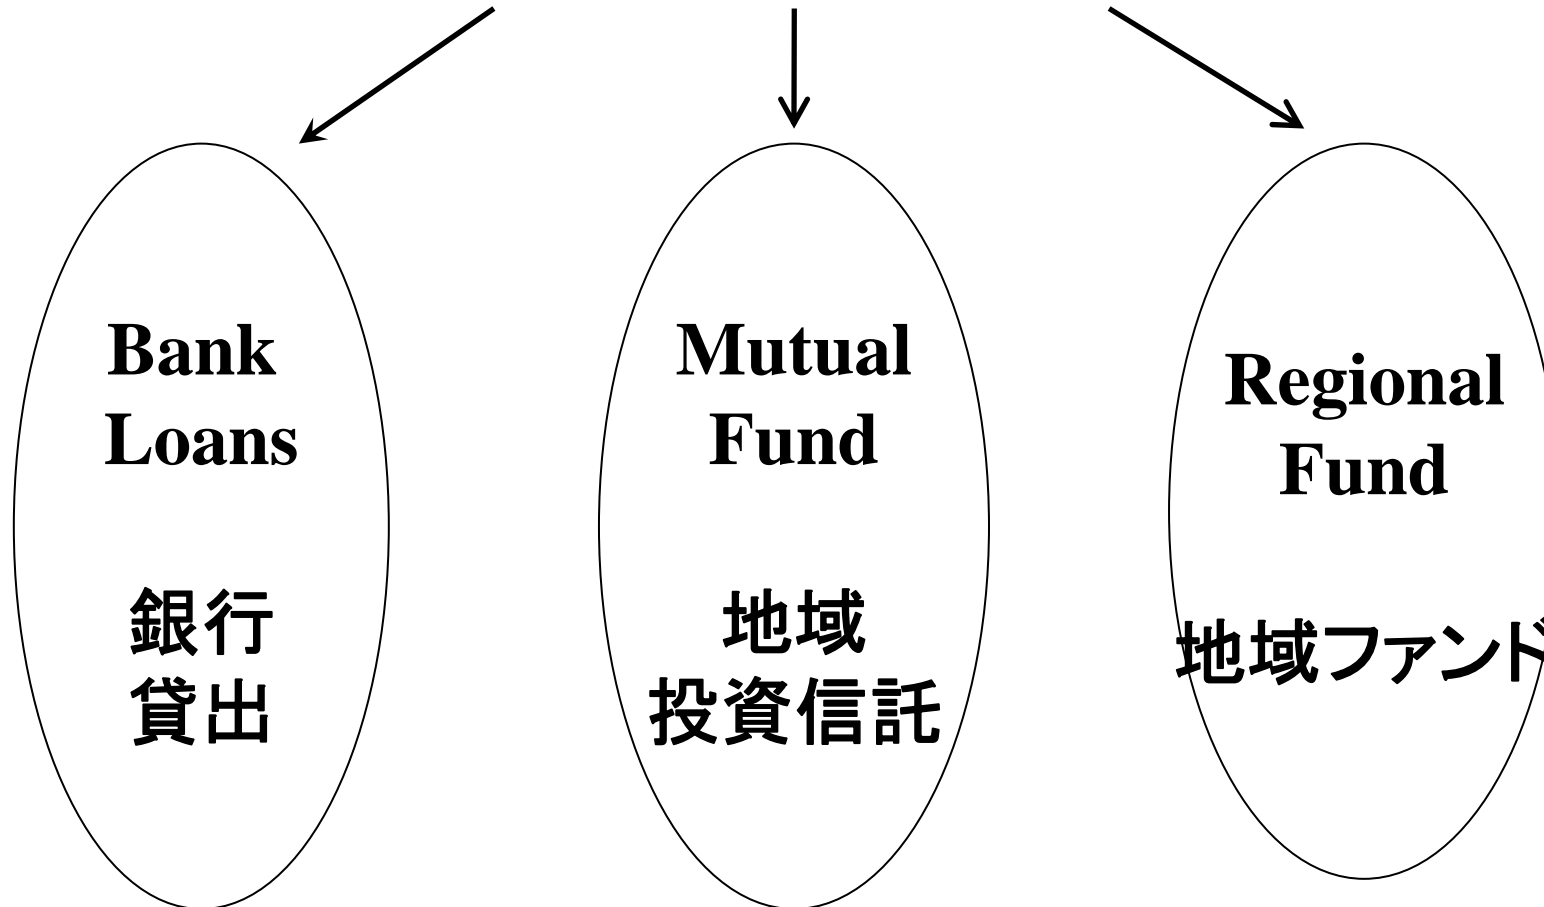 Bank
Loans
銀行
貸出
Mutual
Fund
地域
投資信託
Regional
Fund
地域ファンド